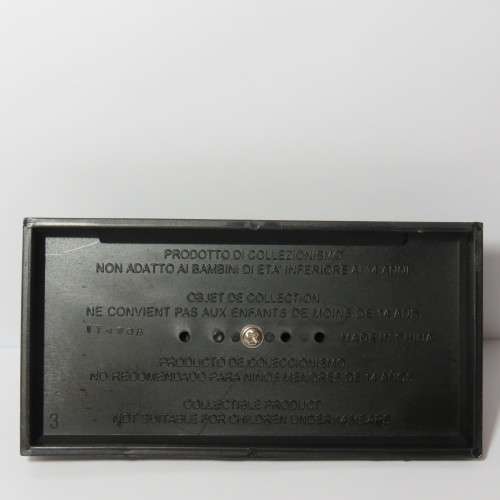 PRODOTTO DI COLLEZIONISMO
NON ADATTO AI BAMBINI DI ETA' INFERIORE AI 14 ANNI
OBJET DE COLLECTION
NE CONVIENT PAS AUX ENFANTS DE MOINS DE 14 ANS
MADE IN CHINA
PRODUCTO DE COLECCIONISMO
NO RECOMENDADO PARA NINOS MENORES DE 14 AÑOS
COLLECTIBLE PRODUCT
NOT SUITABLE FOR CHILDREN UNDER 14 YEARS
3